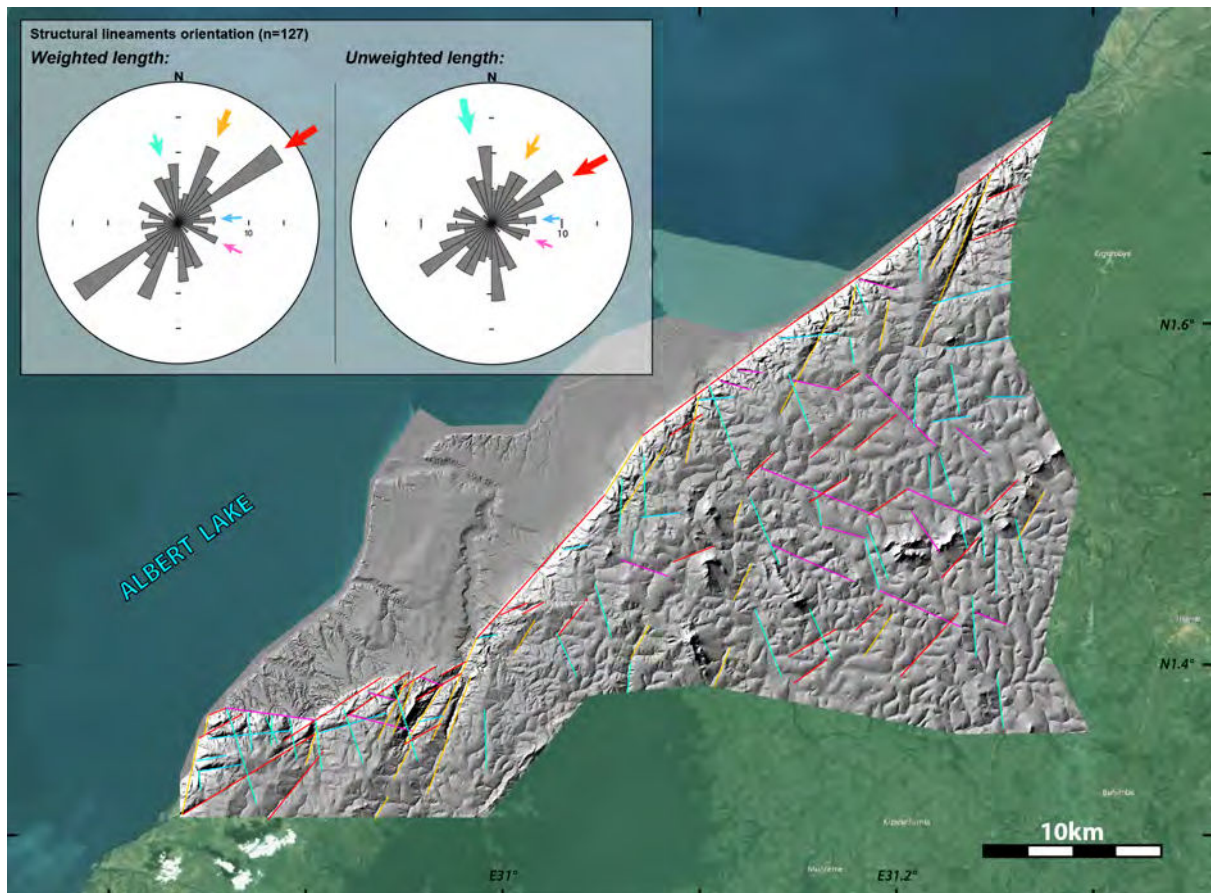 Structural lineaments orientation (n=127)
Weighted length:
Unweighted length:
N
N
10
10
N1.6°
ALBERT LAKE
N1.4°
10km
E31°
E31.2°